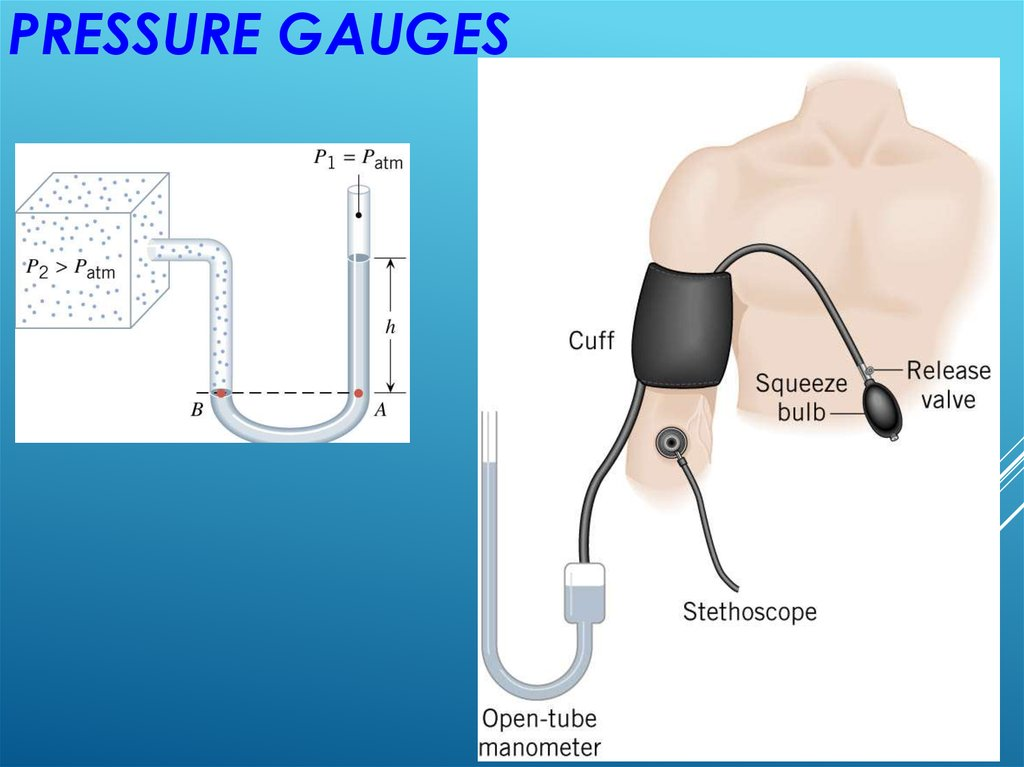 PRESSURE GAUGES
P1 = Patm
P2 > Patm
h
B
A
Cuff
Squeeze
bulb
Release
valve
Stethoscope
Open-tube
manometer